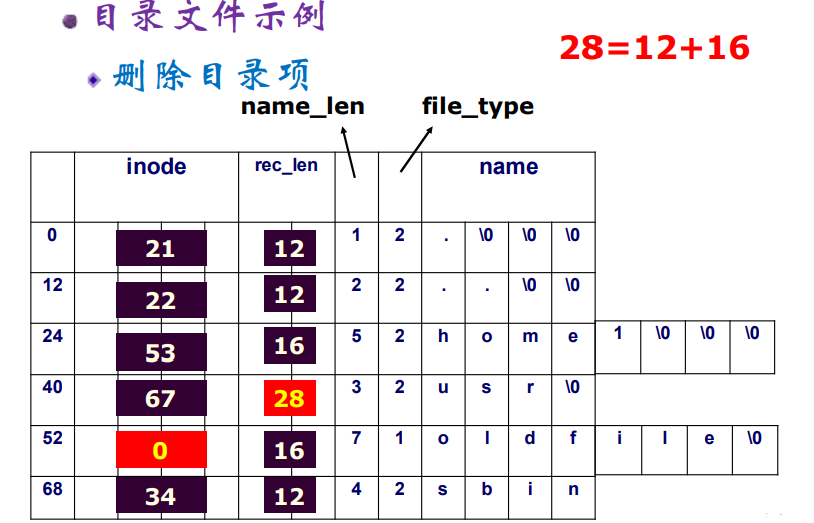 目录文件示例
28=12+16
删除目录项
name_len file_type
inode rec_len name
0 21 12 1 2 . \0 \0 \0
12 22 12 2 2 . . \0 \0
24 53 16 5 2 h o m e 1 \0 \0 \0
40 67 28 3 2 u s r \0
52 0 16 7 1 o l d f i l e \0
68 34 12 4 2 s b i n